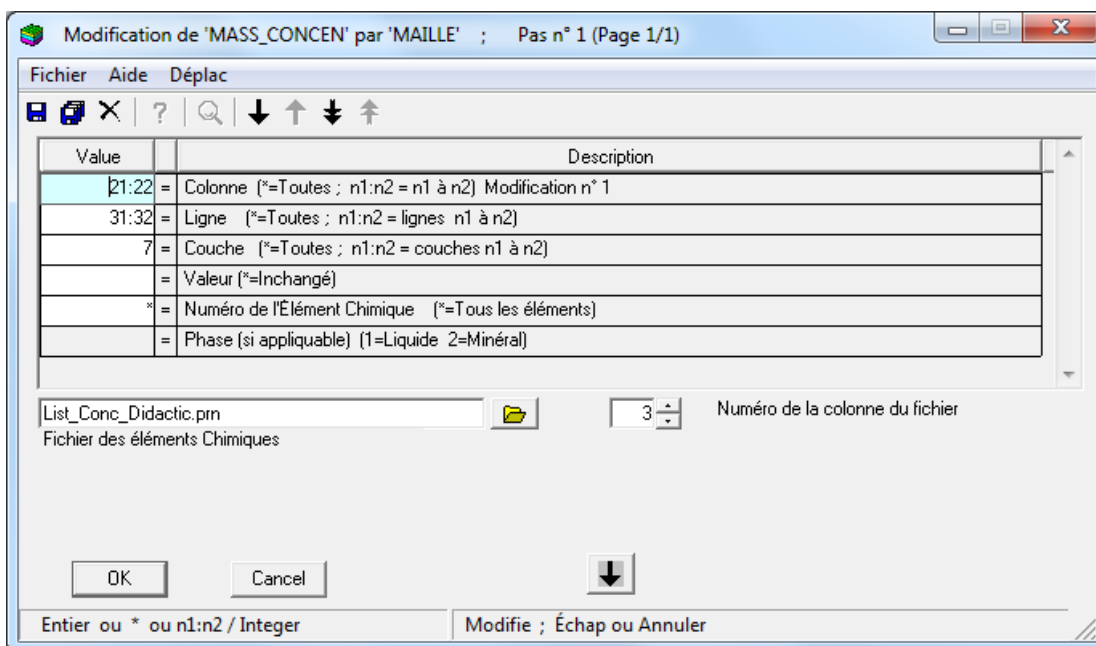 Modification de 'MASS_CONCEN' par 'MAILLE' ; Pas n° 1 (Page 1/1)
Fichier Aide Déplac
Value Description
21:22 = Colonne (*=Toutes ; n1:n2 = n1 à n2) Modification n° 1
31:32 = Ligne (*=Toutes ; n1:n2 = lignes n1 à n2)
7 = Couche (*=Toutes ; n1:n2 = couches n1 à n2)
= Valeur (*=Inchangé)
* = Numéro de l'Élément Chimique (*=Tous les éléments)
= Phase (si appliquable) (1=Liquide 2=Minéral)
List_Conc_Didactic.prn 3 Numéro de la colonne du fichier
Fichier des éléments Chimiques
OK Cancel
Entier ou * ou n1:n2 / Integer Modifie ; Échap ou Annuler